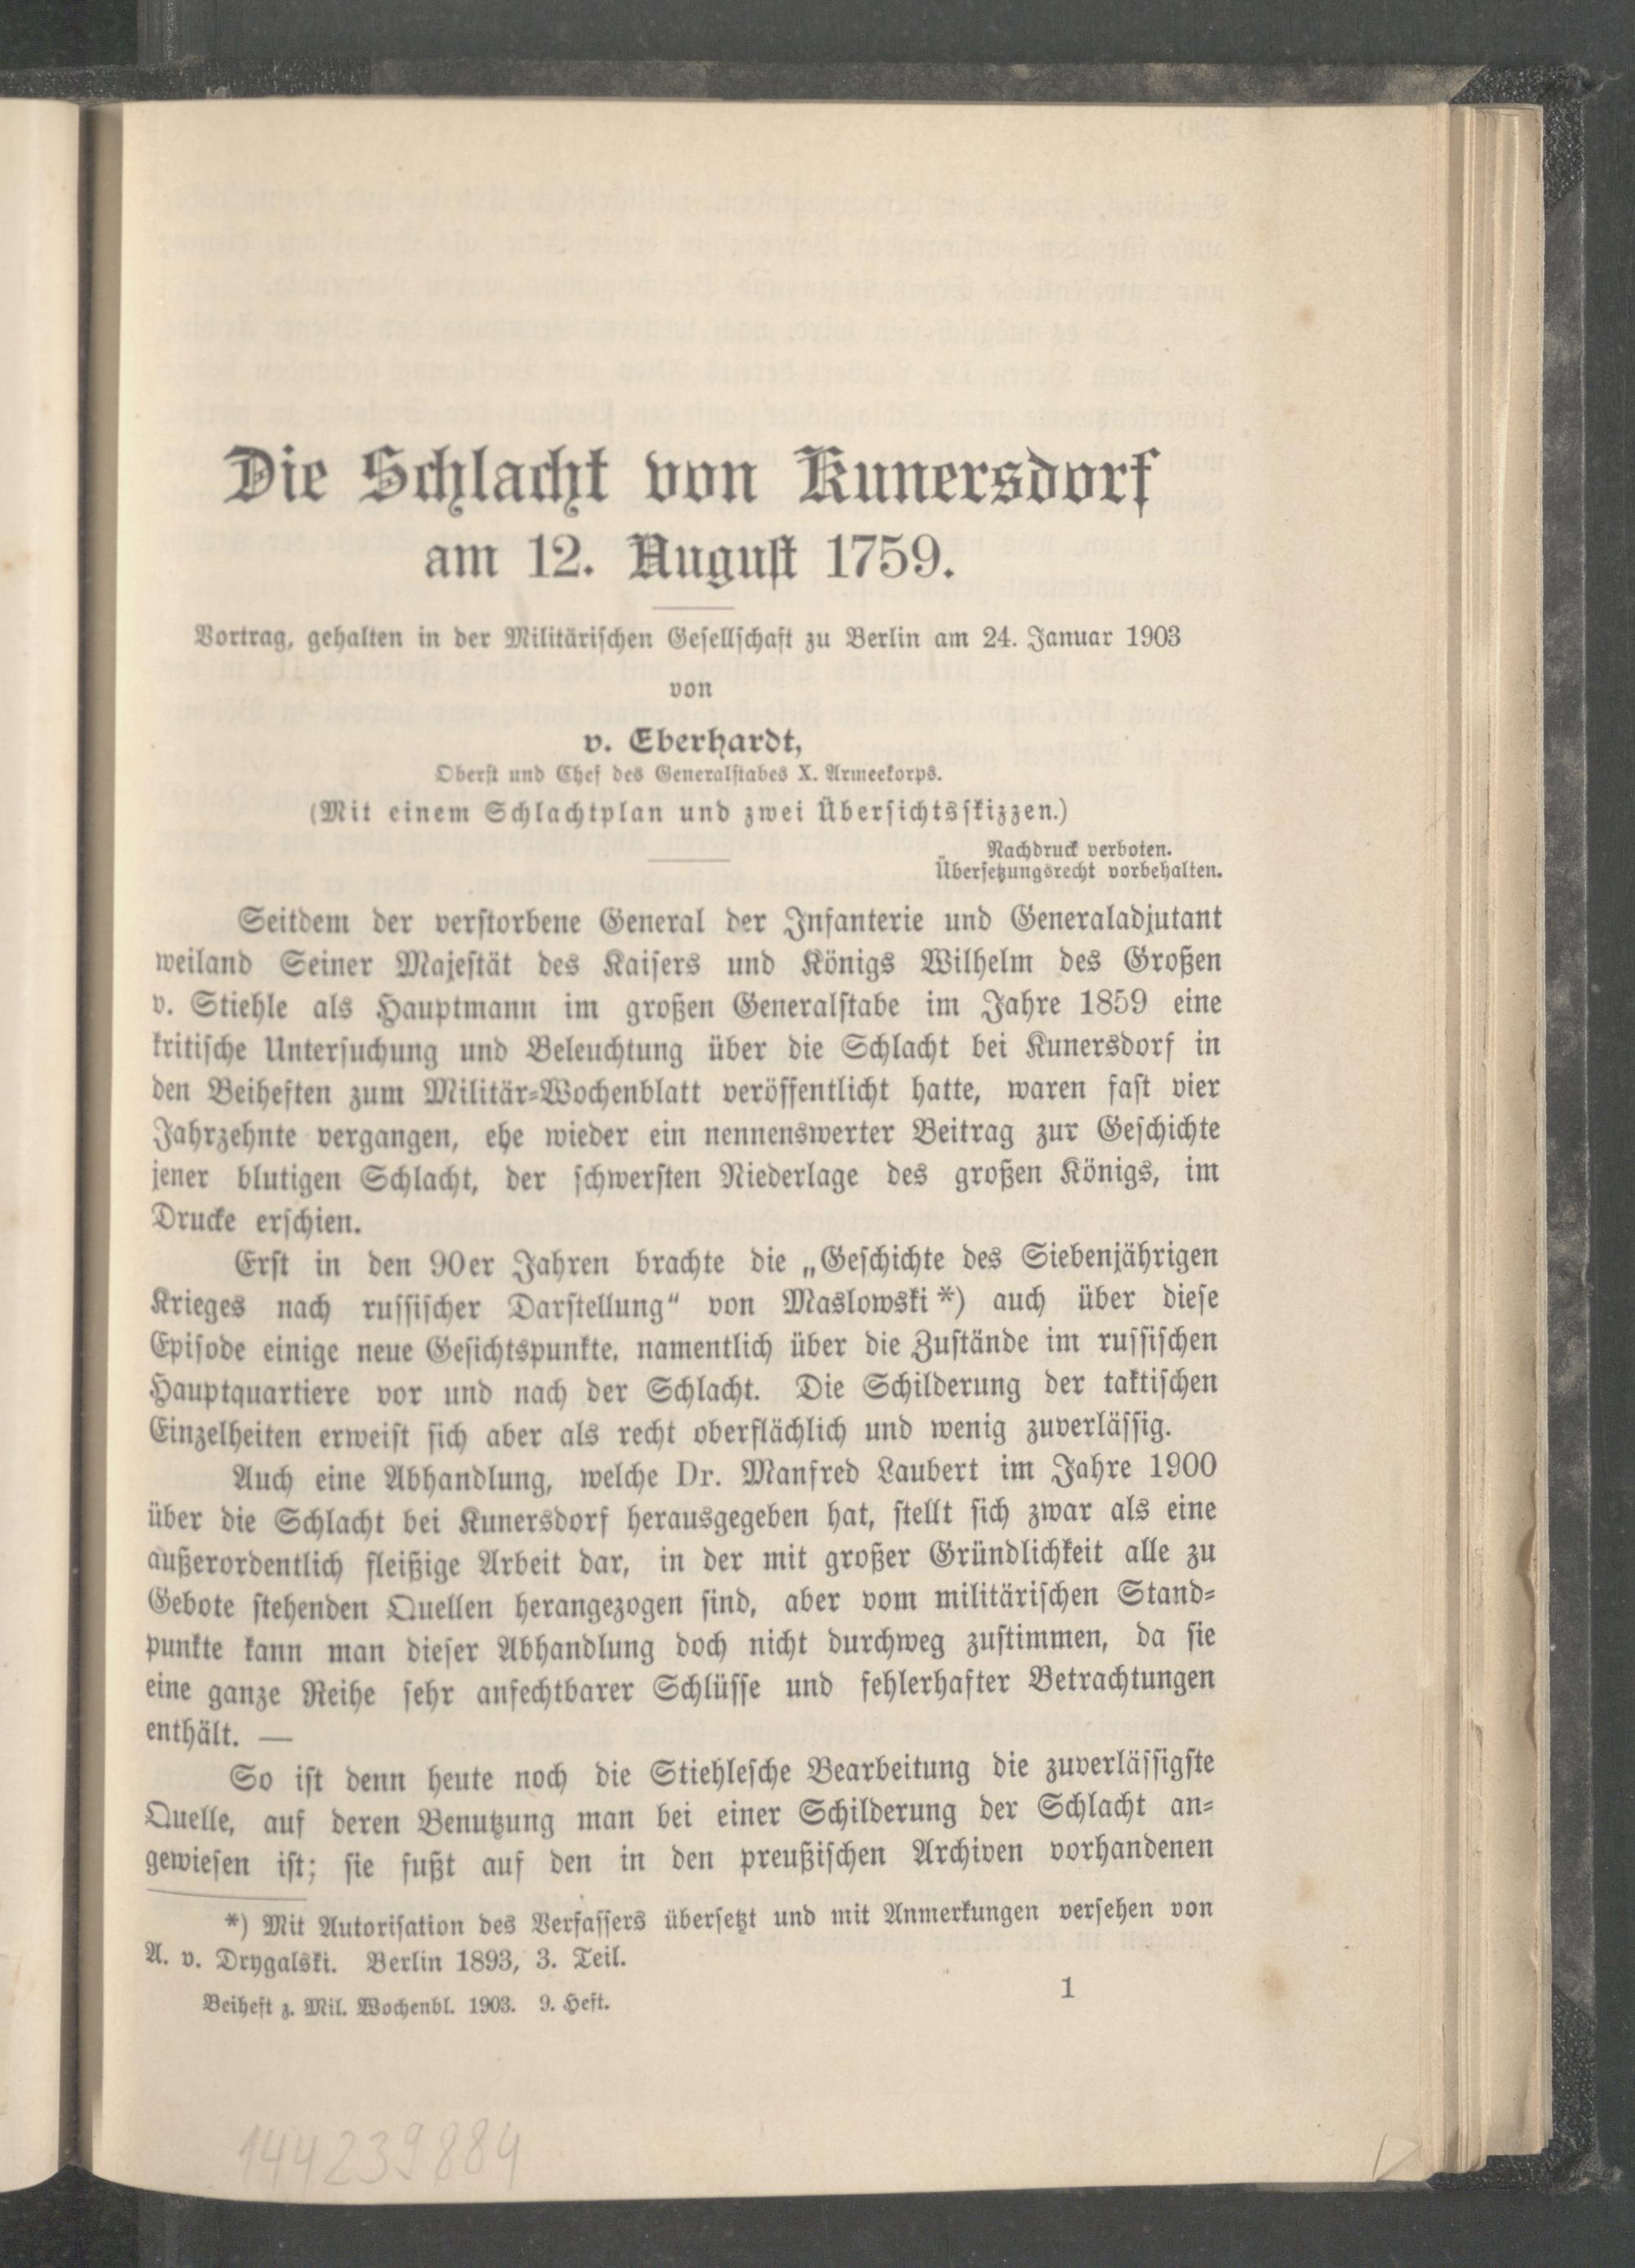 Die Schlacht von Kunersdorf
am 12. August 1759.
Vortrag, gehalten in der Militärischen Gesellschaft zu Berlin am 24. Januar 1903
von
v. Eberhardt,
Oberst und Chef des Generalstabes X. Armeekorps.
(Mit einem Schlachtplan und zwei Übersichtsskizzen.)
Nachdruck verboten.
Übersetzungsrecht vorbehalten.
Seitdem der verstorbene General der Infanterie und Generaladjutant
weiland Seiner Majestät des Kaisers und Königs Wilhelm des Großen
v. Stiehle als Hauptmann im großen Generalstabe im Jahre 1859 eine
kritische Untersuchung und Beleuchtung über die Schlacht bei Kunersdorf in
den Beiheften zum Militär-Wochenblatt veröffentlicht hatte, waren fast vier
Jahrzehnte vergangen, ehe wieder ein nennenswerter Beitrag zur Geschichte
jener blutigen Schlacht, der schwersten Niederlage des großen Königs, im
Drucke erschien.
Erst in den 90er Jahren brachte die „Geschichte des Siebenjährigen
Krieges nach russischer Darstellung“ von Maslowski *) auch über diese
Episode einige neue Gesichtspunkte, namentlich über die Zustände im russischen
Hauptquartiere vor und nach der Schlacht. Die Schilderung der taktischen
Einzelheiten erweist sich aber als recht oberflächlich und wenig zuverlässig.
Auch eine Abhandlung, welche Dr. Manfred Laubert im Jahre 1900
über die Schlacht bei Kunersdorf herausgegeben hat, stellt sich zwar als eine
außerordentlich fleißige Arbeit dar, in der mit großer Gründlichkeit alle zu
Gebote stehenden Quellen herangezogen sind, aber vom militärischen Stand-
punkte kann man dieser Abhandlung doch nicht durchweg zustimmen, da sie
eine ganze Reihe sehr anfechtbarer Schlüsse und fehlerhafter Betrachtungen
enthält. —
So ist denn heute noch die Stiehlesche Bearbeitung die zuverlässigste
Quelle, auf deren Benutzung man bei einer Schilderung der Schlacht an-
gewiesen ist; sie fußt auf den in den preußischen Archiven vorhandenen
*) Mit Autorisation des Verfassers übersetzt und mit Anmerkungen versehen von
A. v. Drygalski. Berlin 1893, 3. Teil.
Beiheft z. Mil. Wochenbl. 1903. 9. Heft.
1
144239884